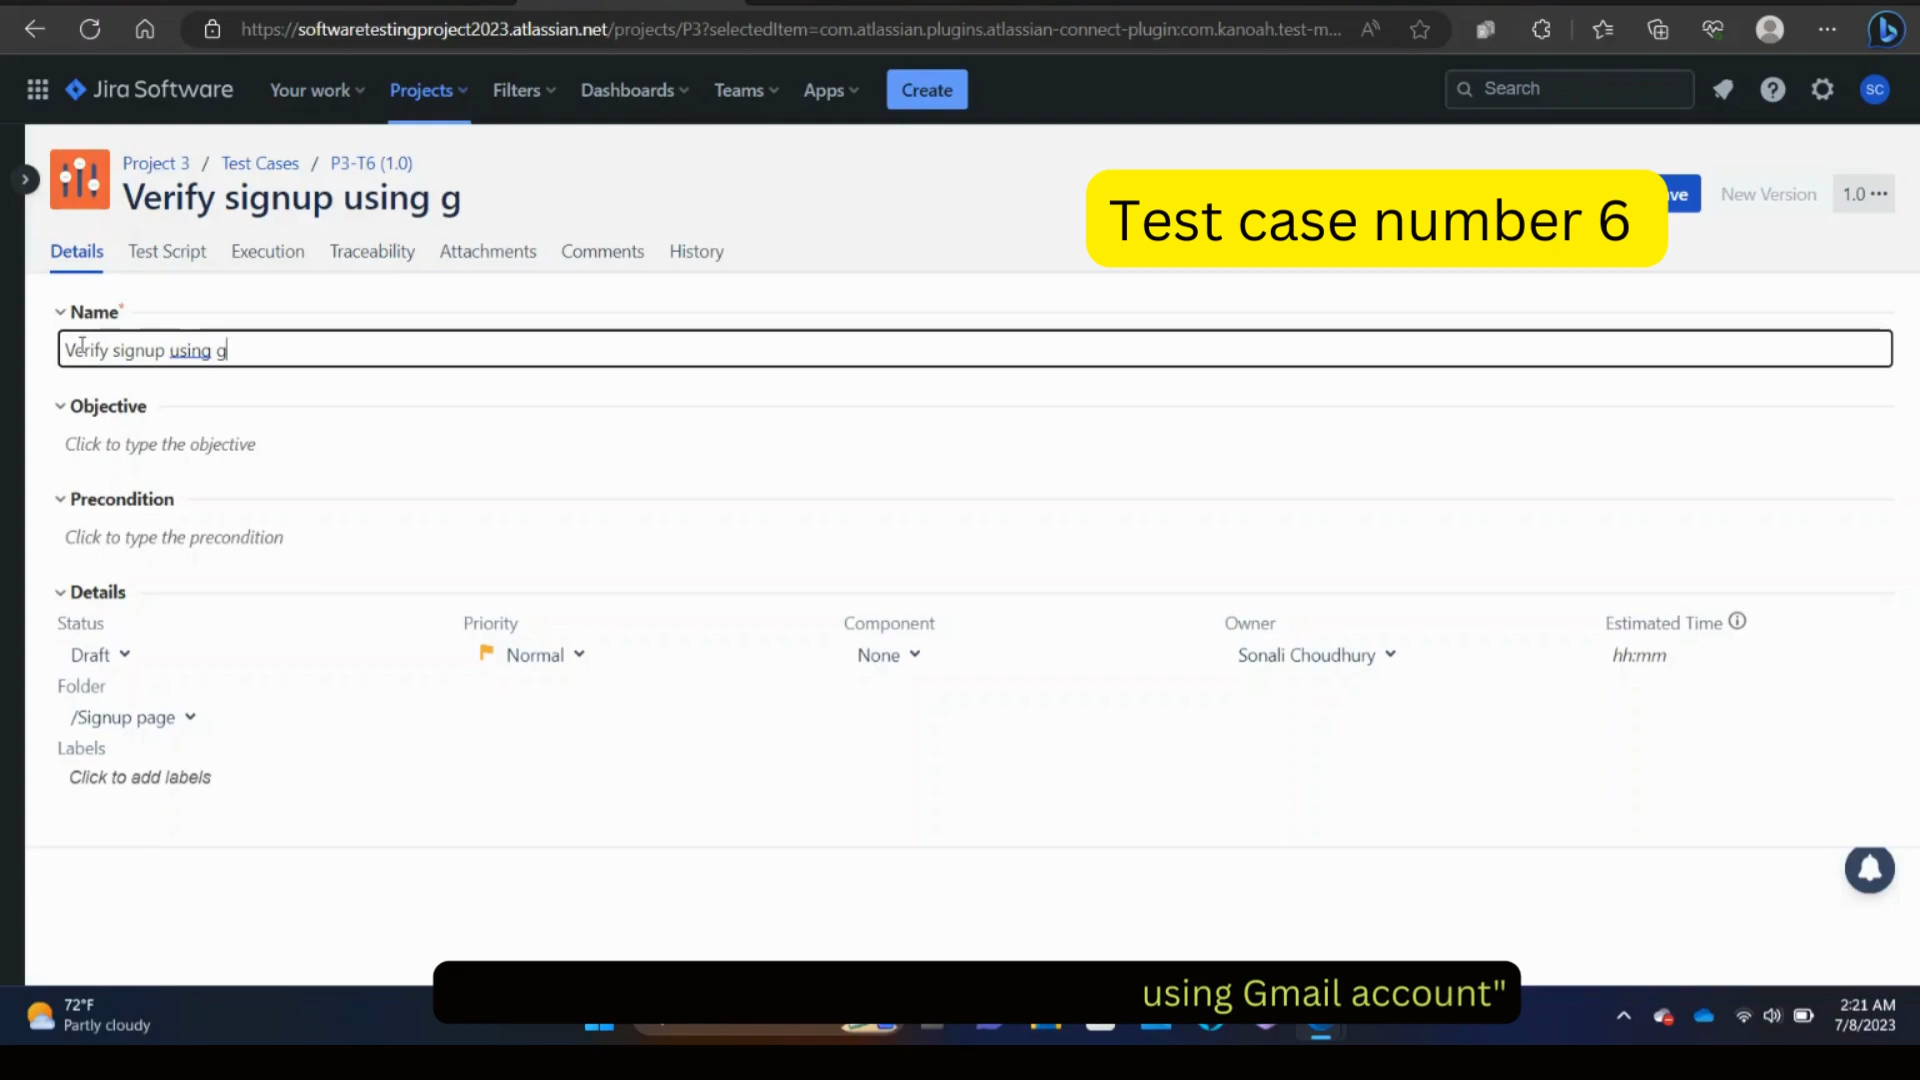 https://softwaretestingproject2023.atlassian.net/projects/P3?selectedItem=com.atlassian.plugins.atlassian-connect-plugin:com.kanoah.test-m...
Jira Software
Your work
Projects
Filters
Dashboards
Teams
Apps
Create
Search
SC
Project 3 / Test Cases / P3-T6 (1.0)
Verify signup using g
Test case number 6
ve
New Version
1.0
Details
Test Script
Execution
Traceability
Attachments
Comments
History
Name*
Verify signup using g
Objective
Click to type the objective
Precondition
Click to type the precondition
Details
Status
Priority
Component
Owner
Estimated Time
Draft
Normal
None
Sonali Choudhury
hh:mm
Folder
/Signup page
Labels
Click to add labels
using Gmail account"
72°F
Partly cloudy
2:21 AM
7/8/2023